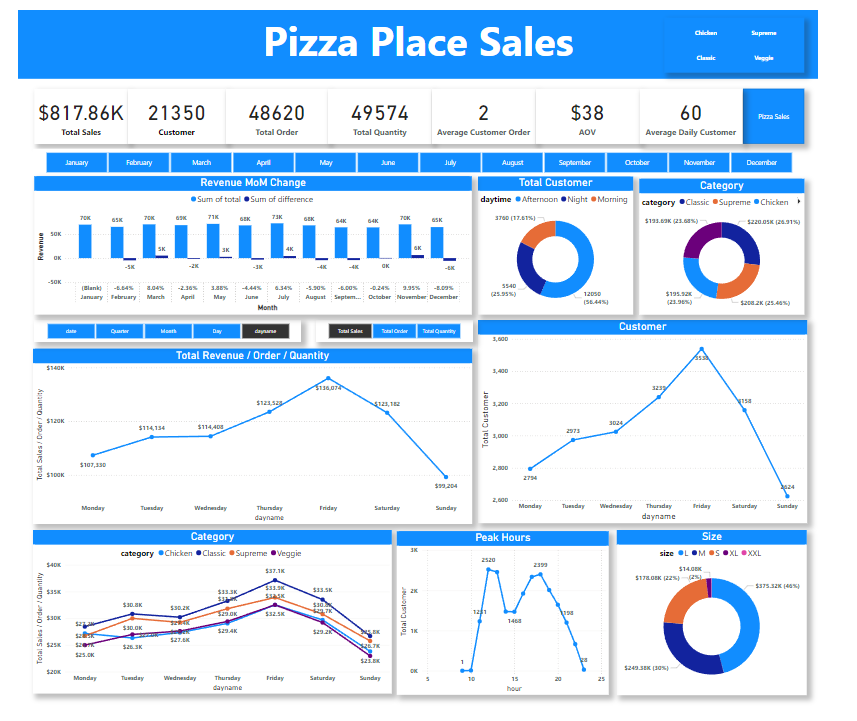 Pizza Place Sales
Chicken Supreme
Classic Veggie
$817.86K 21350 48620 49574 2 $38 60
Total Sales Customer Total Order Total Quantity Average Customer Order AOV Average Daily Customer
Pizza Sales
January February March April May June July August September October November December
Revenue MoM Change
Sum of total Sum of difference
Revenue
50K
0K
-50K
70K 65K 70K 69K 71K 68K 73K 68K 64K 64K 70K 65K
-5K 5K -2K 3K -3K 4K -4K -4K 0K 6K -6K
(Blank) -6.64% 8.04% -2.36% 3.88% -4.44% 6.34% -5.90% -6.00% -0.24% 9.95% -8.09%
January February March April May June July August Septem... October November December
Month
Total Customer
daytime Afternoon Night Morning
3760 (17.61%)
5540
(25.95%)
12050
(56.44%)
Category
category Classic Supreme Chicken
$193.69K (23.68%)
$220.05K (26.91%)
$195.92K
(23.96%)
$208.2K (25.46%)
date Quarter Month Day dayname
Total Sales Total Order Total Quantity
Total Revenue / Order / Quantity
Total Sales / Order / Quantity
$140K
$120K
$100K
$107,330
$114,134
$114,408
$123,528
$136,074
$123,182
$99,204
Monday Tuesday Wednesday Thursday Friday Saturday Sunday
dayname
Customer
Total Customer
3,600
3,400
3,200
3,000
2,800
2,600
2794
2973
3024
3239
3538
3158
2624
Monday Tuesday Wednesday Thursday Friday Saturday Sunday
dayname
Category
category Chicken Classic Supreme Veggie
Total Sales / Order / Quantity
$40K
$35K
$30K
$25K
$20K
$25.0K
$30.8K
$30.0K
$26.3K
$30.2K
$27.6K
$33.3K
$29.0K
$29.4K
$37.1K
$33.9K
$32.5K
$33.5K
$29.7K
$29.2K
$26.7K
$23.8K
Monday Tuesday Wednesday Thursday Friday Saturday Sunday
dayname
Peak Hours
Total Customer
3K
2K
1K
0K
1
1231
2520
1468
2399
1198
28
5 10 15 20 25
hour
Size
size L M S XL XXL
$14.08K
(2%)
$178.08K (22%)
$375.32K (46%)
$249.38K (30%)